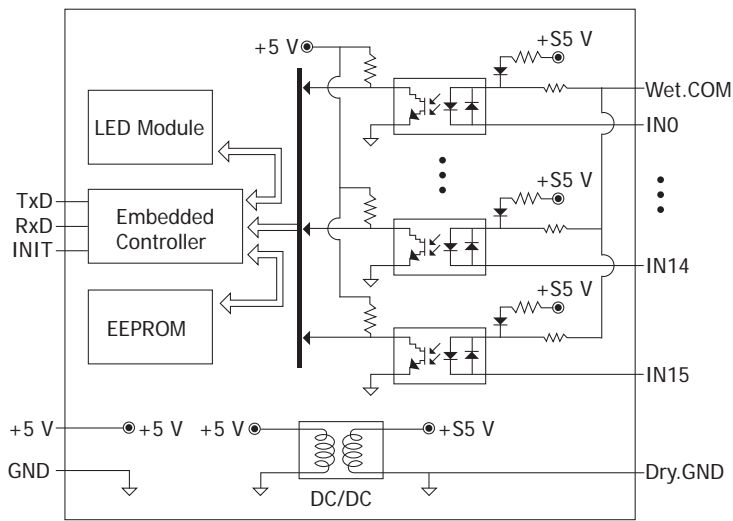 +5 V
+S5 V
Wet.COM
IN0
LED Module
TxD
RxD
INIT
Embedded
Controller
+S5 V
IN14
+S5 V
EEPROM
IN15
+5 V
+5 V
+5 V
+S5 V
GND
DC/DC
Dry.GND